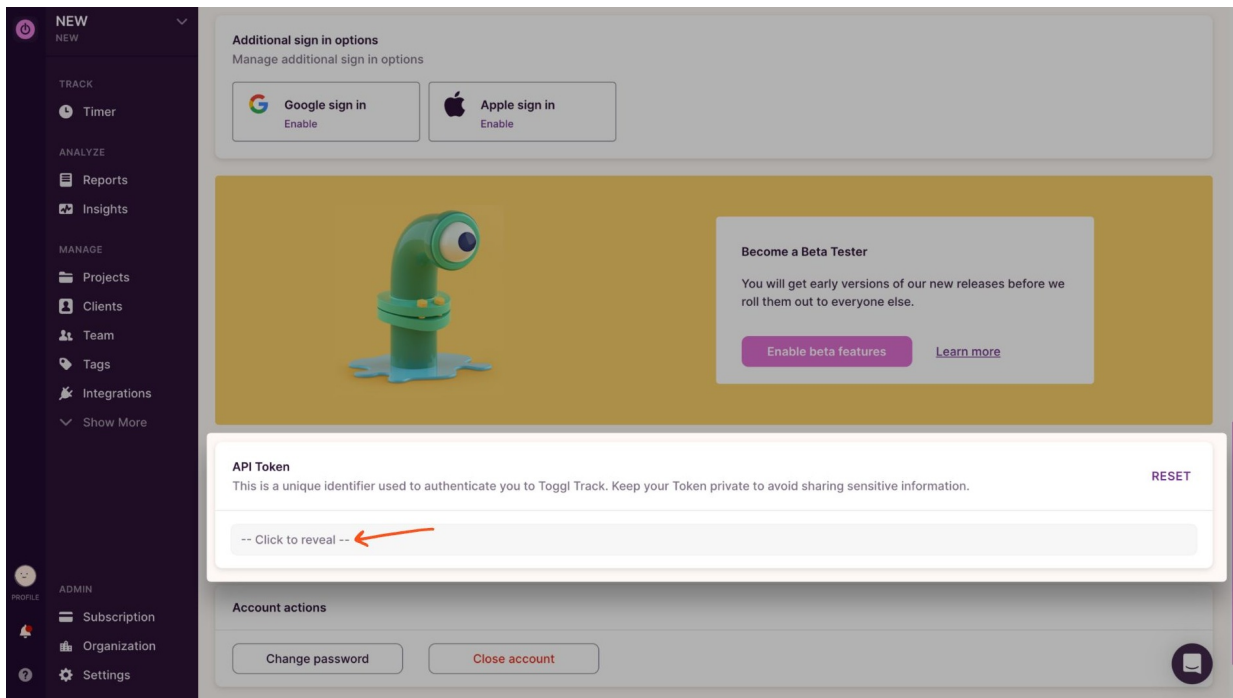 NEW
NEW
TRACK
Timer
ANALYZE
Reports
Insights
MANAGE
Projects
Clients
Team
Tags
Integrations
Show More
PROFILE
ADMIN
Subscription
Organization
Settings
Additional sign in options
Manage additional sign in options
Google sign in
Enable
Apple sign in
Enable
Become a Beta Tester
You will get early versions of our new releases before we
roll them out to everyone else.
Enable beta features Learn more
API Token
This is a unique identifier used to authenticate you to Toggl Track. Keep your Token private to avoid sharing sensitive information.
RESET
-- Click to reveal --
Account actions
Change password Close account